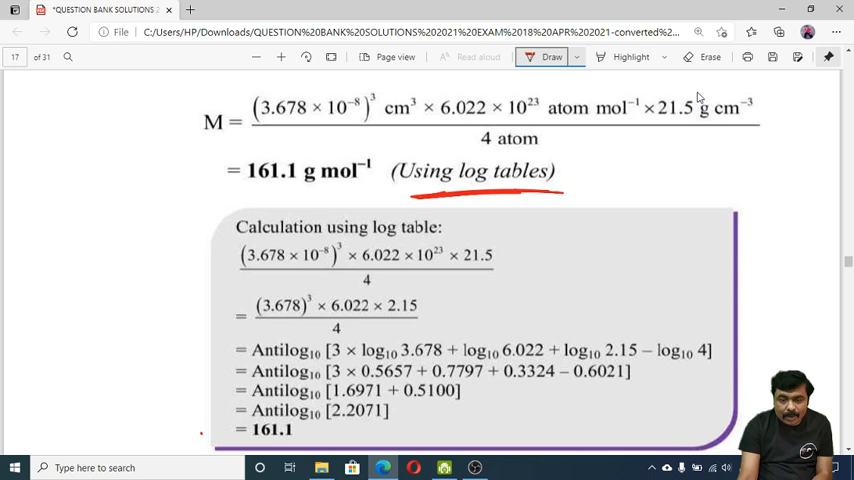 *QUESTION BANK SOLUTIONS 2
File
C:/Users/HP/Downloads/QUESTION%20BANK%20SOLUTIONS%202021%20EXAM%2018%20APR%202021-converted...
17 of 31
Page view
Read aloud
Draw
Highlight
Erase
M = (3.678 × 10⁻⁸)³ cm³ × 6.022 × 10²³ atom mol⁻¹ × 21.5 g cm⁻³
4 atom
= 161.1 g mol⁻¹ (Using log tables)
Calculation using log table:
(3.678 × 10⁻⁸)³ × 6.022 × 10²³ × 21.5
4
= (3.678)³ × 6.022 × 2.15
4
= Antilog₁₀ [3 × log₁₀ 3.678 + log₁₀ 6.022 + log₁₀ 2.15 – log₁₀ 4]
= Antilog₁₀ [3 × 0.5657 + 0.7797 + 0.3324 – 0.6021]
= Antilog₁₀ [1.6971 + 0.5100]
= Antilog₁₀ [2.2071]
= 161.1
Type here to search